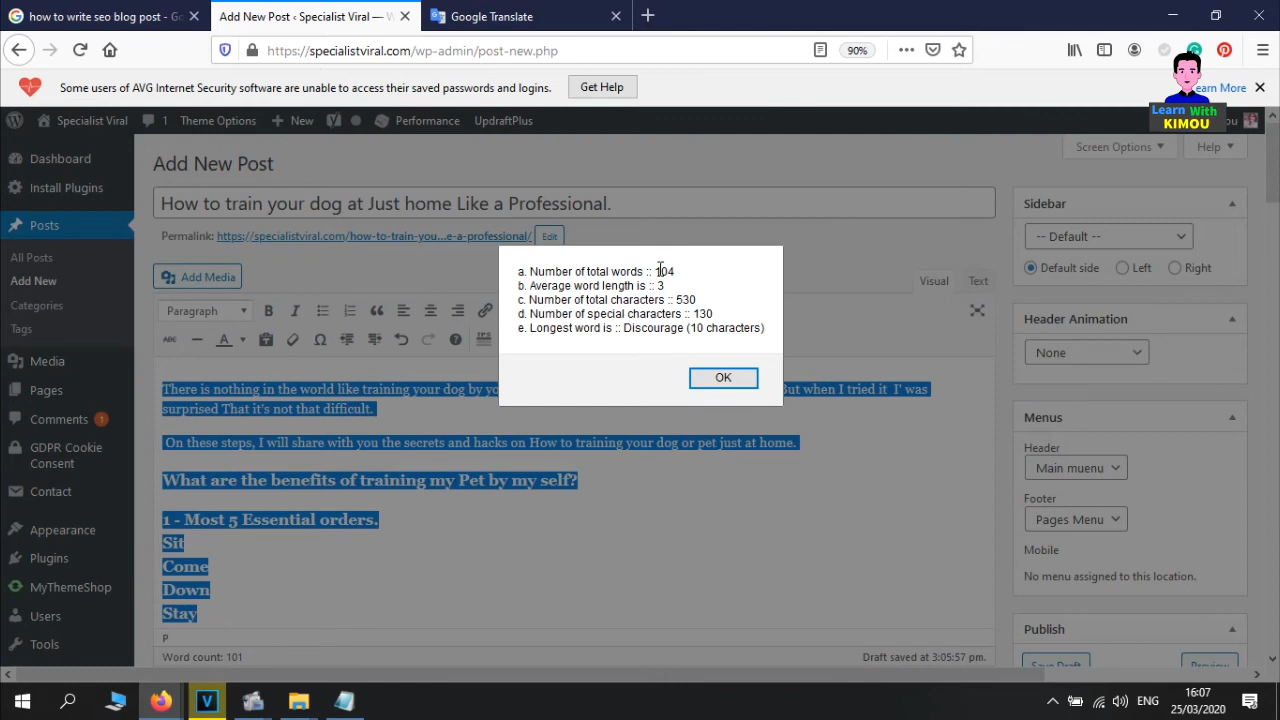 how to write seo blog post - Go
Add New Post ‹ Specialist Viral — W
Google Translate
https://specialistviral.com/wp-admin/post-new.php
90%
Some users of AVG Internet Security software are unable to access their saved passwords and logins.
Get Help
earn More
Learn With
KIMOU
Specialist Viral
1
Theme Options
New
Performance
UpdraftPlus
ou
Dashboard
Install Plugins
Posts
All Posts
Add New
Categories
Tags
Media
Pages
Comments 1
GDPR Cookie
Consent
Contact
Appearance
Plugins
MyThemeShop
Users
Tools
Add New Post
Screen Options
Help
How to train your dog at Just home Like a Professional.
Permalink: https://specialistviral.com/how-to-train-you...e-a-professional/
Edit
Add Media
Visual
Text
Paragraph
B
I
ABC
A
TPS
a. Number of total words :: 104
b. Average word length is :: 3
c. Number of total characters :: 530
d. Number of special characters :: 130
e. Longest word is :: Discourage (10 characters)
OK
There is nothing in the world like training your dog by yo
But when I tried it I' was
surprised That it's not that difficult.
On these steps, I will share with you the secrets and hacks on How to training your dog or pet just at home.
What are the benefits of training my Pet by my self?
1 - Most 5 Essential orders.
Sit
Come
Down
Stay
P
Word count: 101
Draft saved at 3:05:57 pm.
Sidebar
-- Default --
Default side
Left
Right
Header Animation
None
Menus
Header
Main muenu
Footer
Pages Menu
Mobile
No menu assigned to this location.
Publish
Save Draft
Preview
V
ENG
16:07
25/03/2020